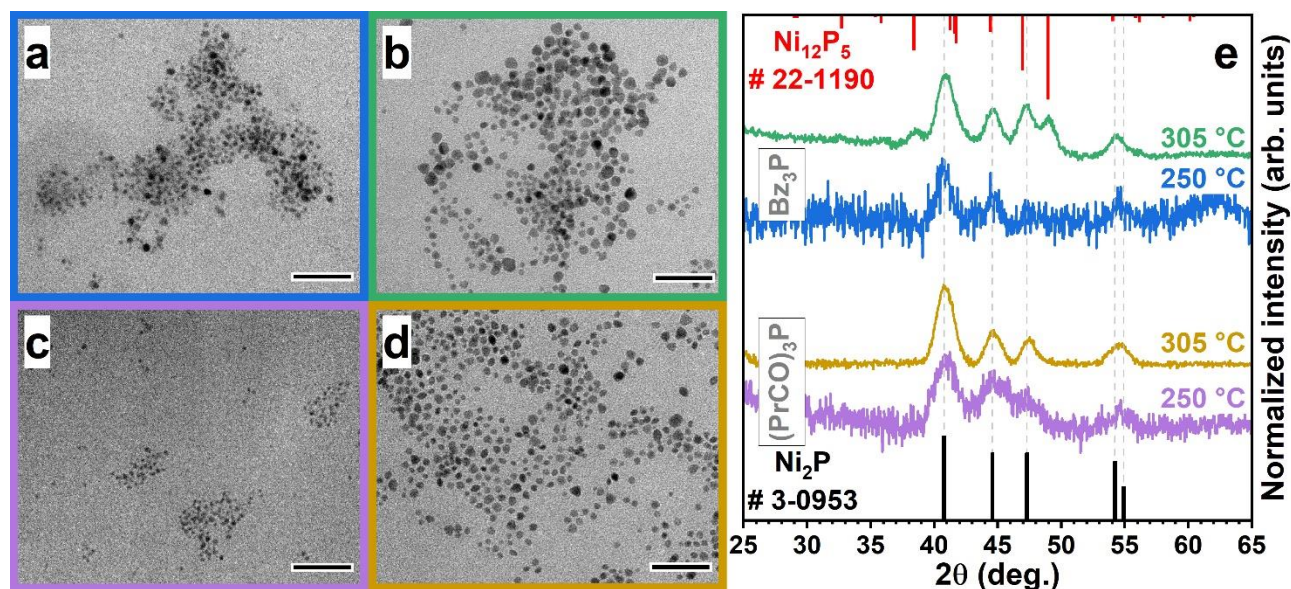 a
b
c
d
e
Ni₁₂P₅
# 22-1190
305 °C
250 °C
Bz₃P
305 °C
250 °C
(PrCO)₃P
Ni₂P
# 3-0953
25 30 35 40 45 50 55 60 65
2θ (deg.)
Normalized intensity (arb. units)